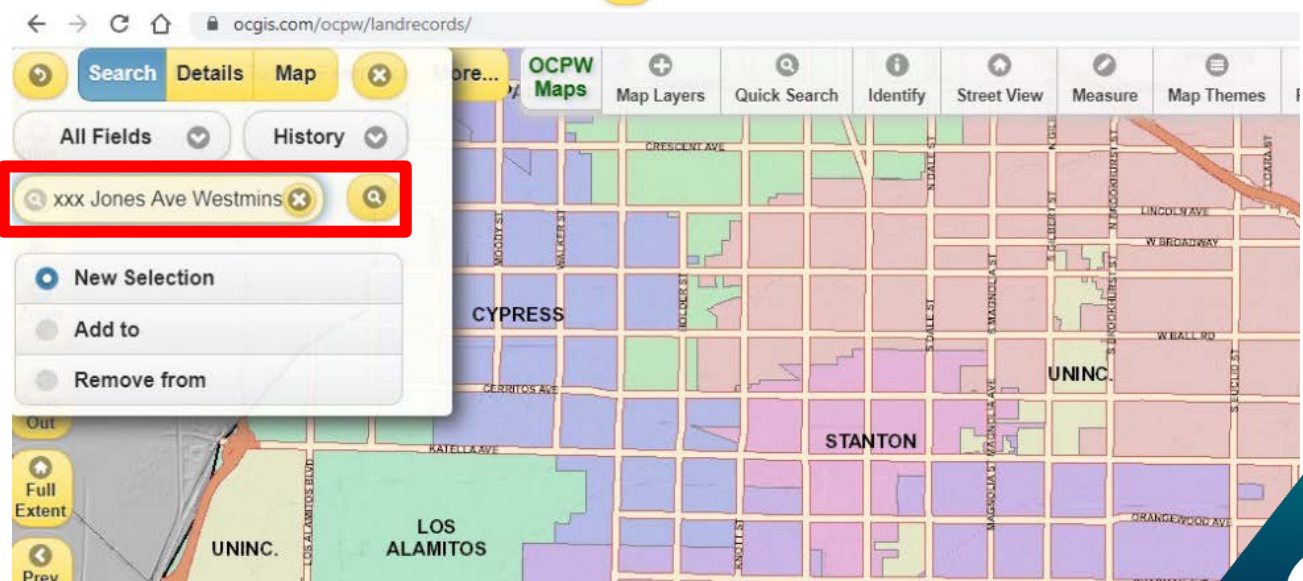 ocgis.com/ocpw/landrecords/
Search Details Map ore...
OCPW Maps
Map Layers Quick Search Identify Street View Measure Map Themes
All Fields History
xxx Jones Ave Westmins
New Selection
Add to
Remove from
Out
Full Extent
Prev
CRESCENT AVE
N DALE ST
N BROOKHURST ST
LINCOLN AVE
W BROADWAY
S GILBERT ST
MOODY ST
WALKER ST
HOLDER ST
S DALE ST
S MAGNOLIA ST
S BROOKHURST ST
CYPRESS
W BALL RD
S EUCLID ST
UNINC.
CERRITOS AVE
MAGNOLIA AVE
STANTON
KATELLA AVE
LOS ALAMITOS BLVD
MAGNOLIA ST
LOS
ALAMITOS
UNINC.
KNOTT ST
ORANGEWOOD AVE